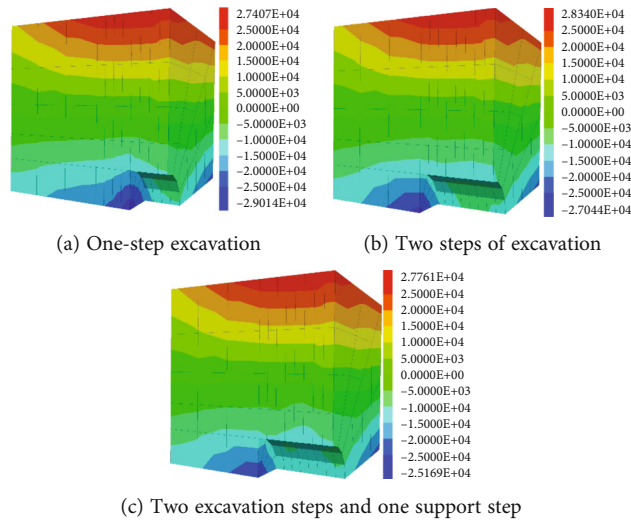 2.7407E+04
2.5000E+04
2.0000E+04
1.5000E+04
1.0000E+04
5.0000E+03
0.0000E+00
−5.0000E+03
−1.0000E+04
−1.5000E+04
−2.0000E+04
−2.5000E+04
−2.9014E+04
(a) One-step excavation
2.8340E+04
2.5000E+04
2.0000E+04
1.5000E+04
1.0000E+04
5.0000E+03
0.0000E+00
−5.0000E+03
−1.0000E+04
−1.5000E+04
−2.0000E+04
−2.5000E+04
−2.7044E+04
(b) Two steps of excavation
2.7761E+04
2.5000E+04
2.0000E+04
1.5000E+04
1.0000E+04
5.0000E+03
0.0000E+00
−5.0000E+03
−1.0000E+04
−1.5000E+04
−2.0000E+04
−2.5000E+04
−2.5169E+04
(c) Two excavation steps and one support step